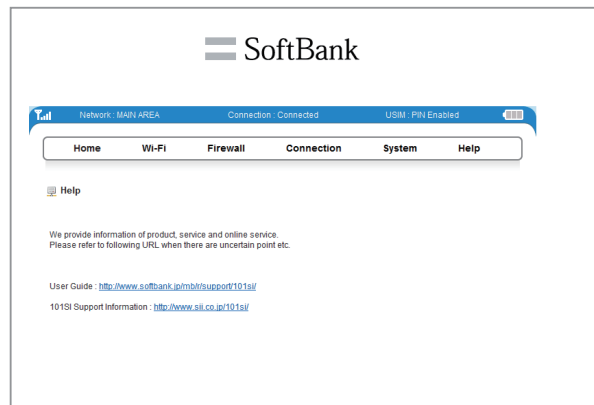 SoftBank
Network : MAIN AREA Connection : Connected USIM : PIN Enabled
Home Wi-Fi Firewall Connection System Help
Help
We provide information of product, service and online service.
Please refer to following URL when there are uncertain point etc.
User Guide : http://www.softbank.jp/mb/r/support/101si/
101SI Support Information : http://www.sii.co.jp/101si/